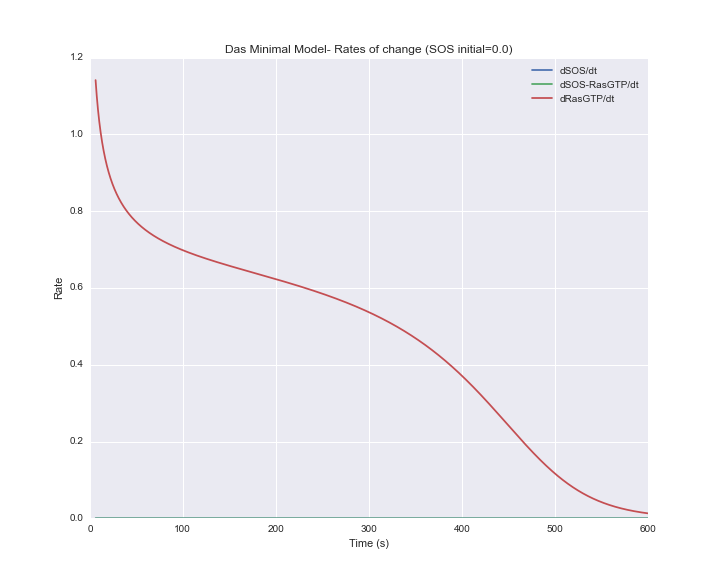 Das Minimal Model- Rates of change (SOS initial=0.0)
1.2
1.0
0.8
0.6
0.4
0.2
0.0
Rate
dSOS/dt
dSOS-RasGTP/dt
dRasGTP/dt
0 100 200 300 400 500 600
Time (s)